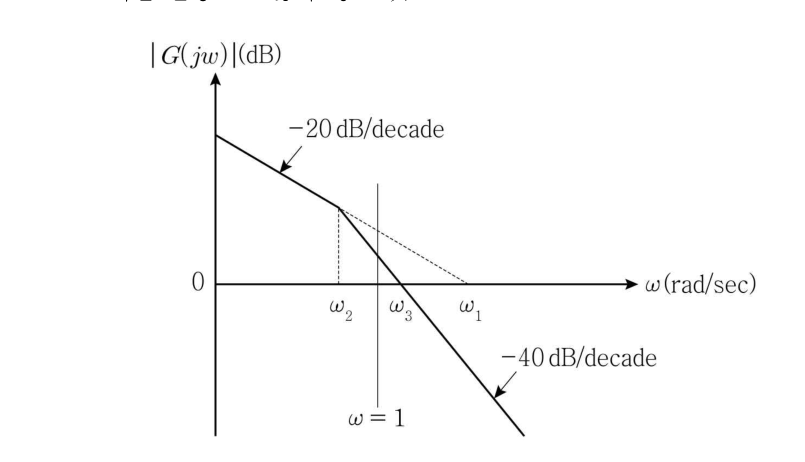 |G(jw)|(dB)
−20 dB/decade
0
ω(rad/sec)
ω₂
ω₃
ω₁
−40 dB/decade
ω = 1